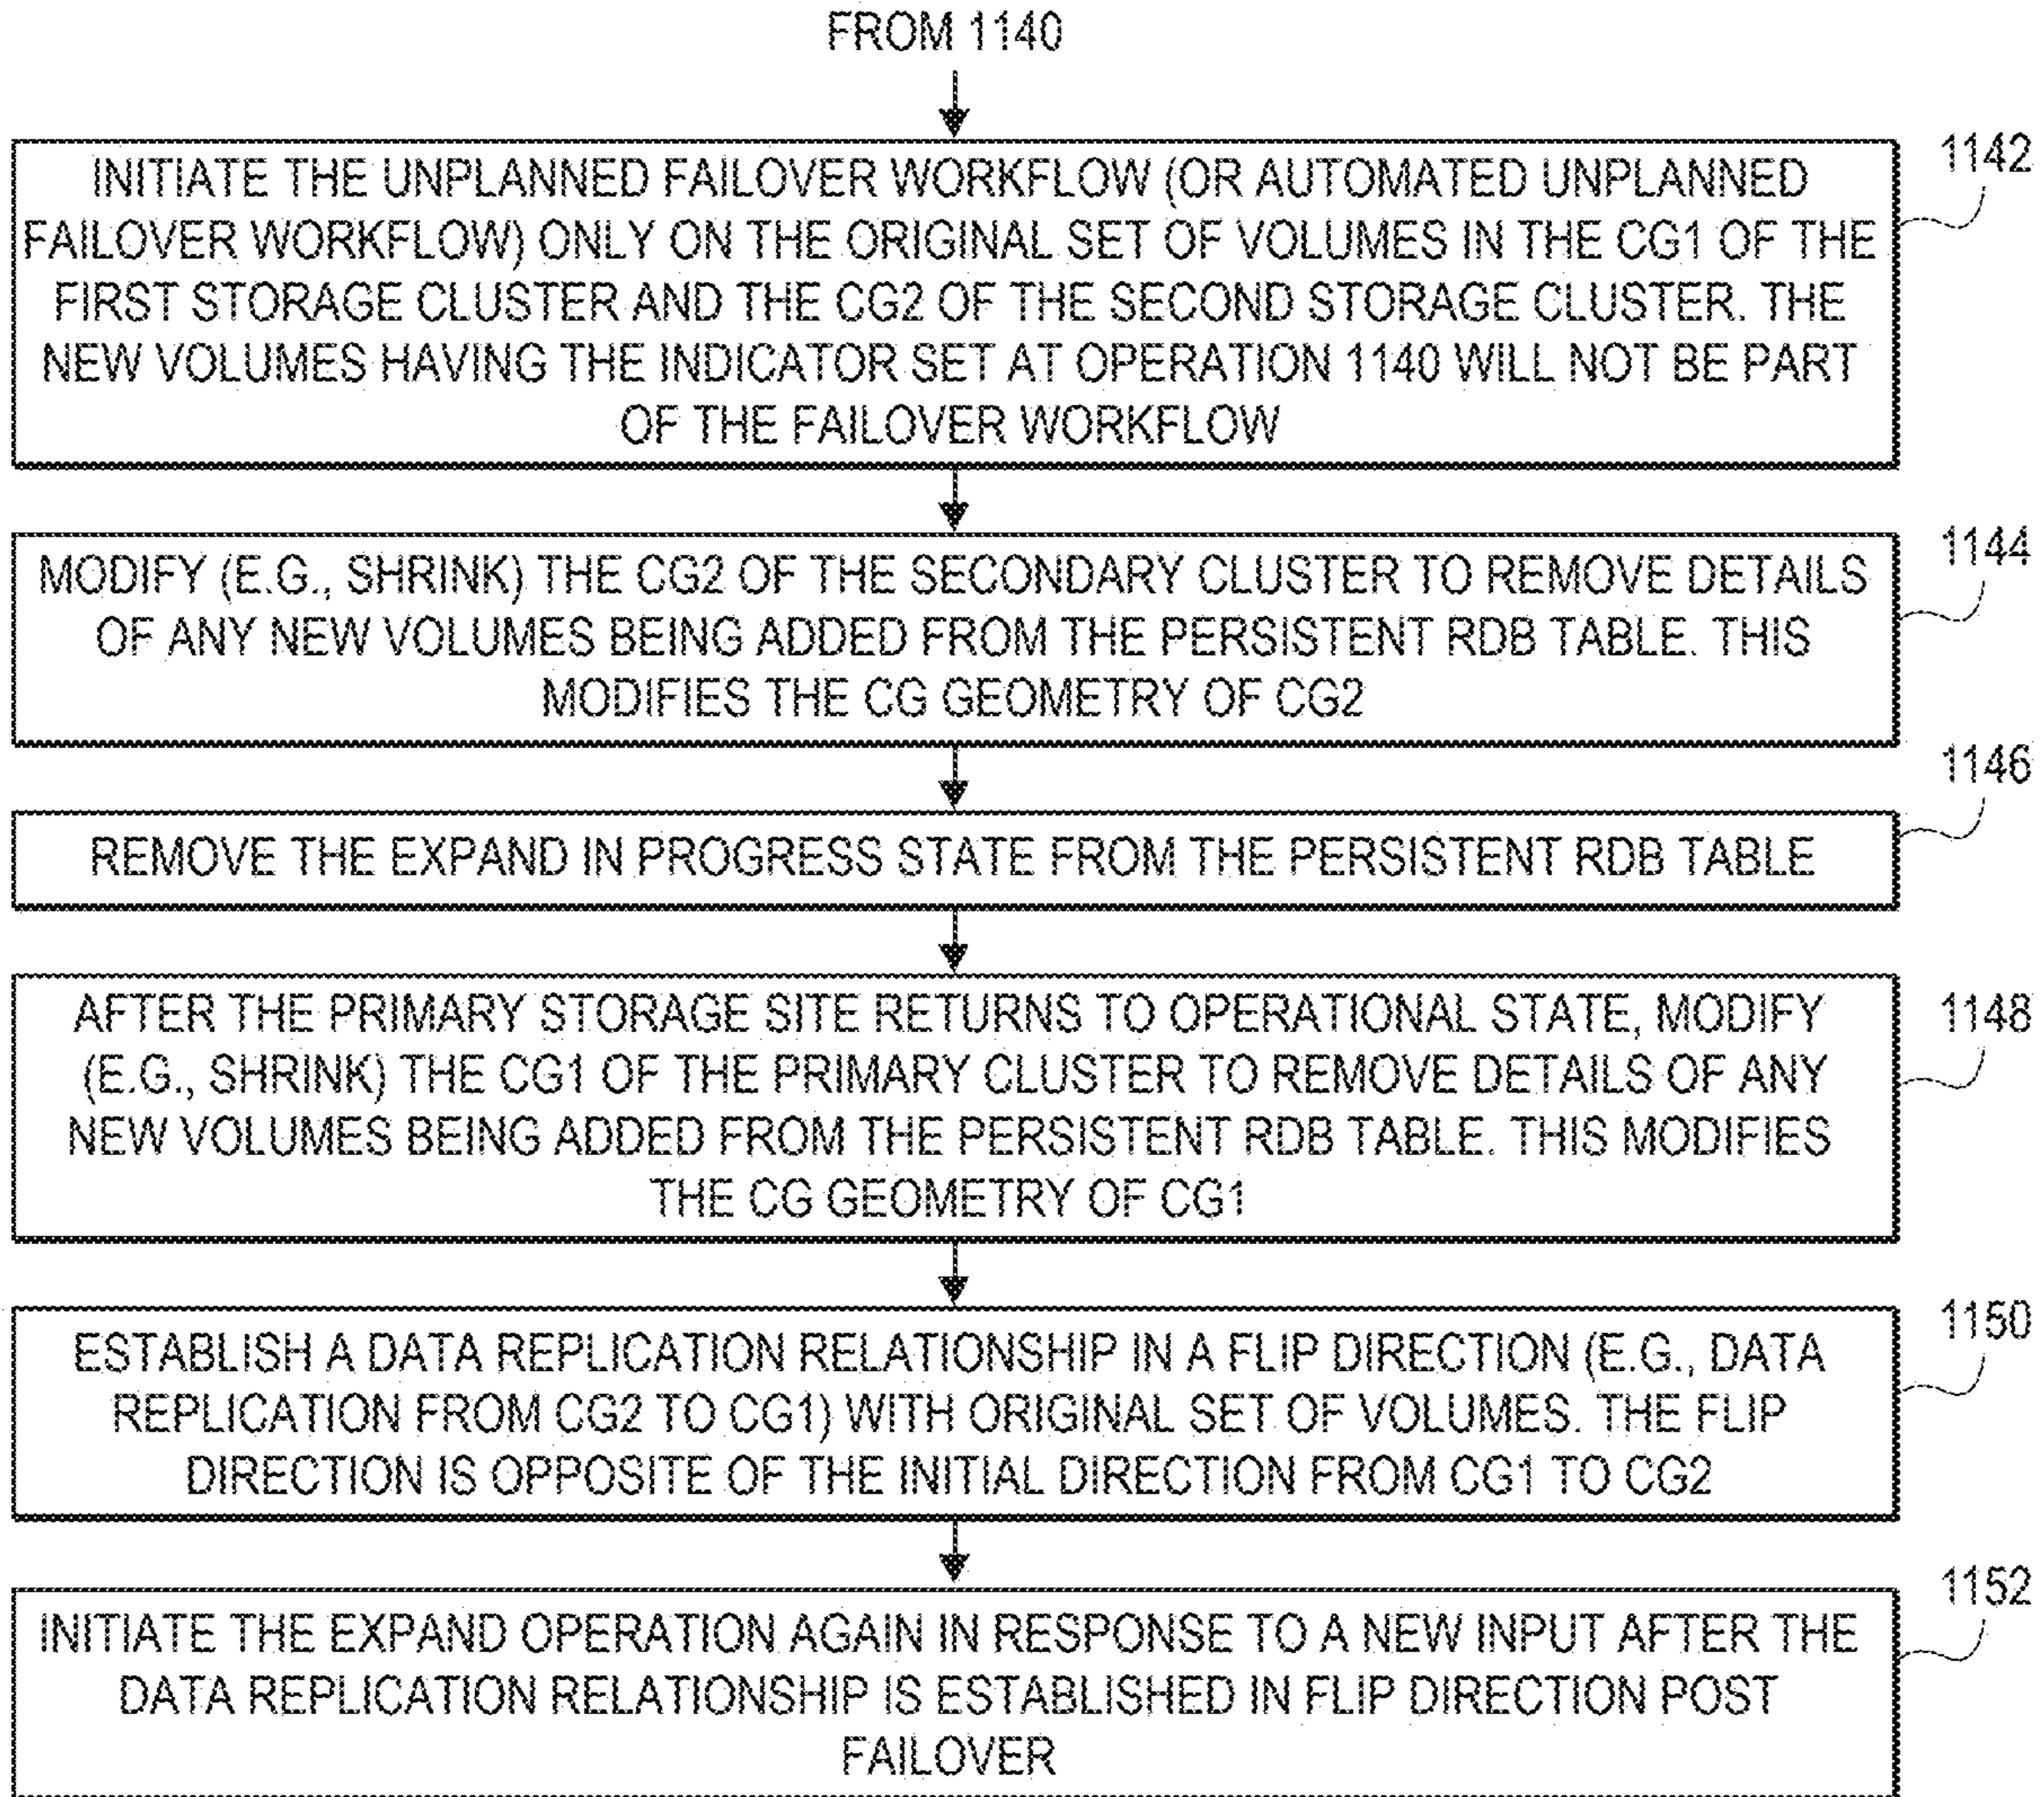 FROM 1140
1142
INITIATE THE UNPLANNED FAILOVER WORKFLOW (OR AUTOMATED UNPLANNED
FAILOVER WORKFLOW) ONLY ON THE ORIGINAL SET OF VOLUMES IN THE CG1 OF THE
FIRST STORAGE CLUSTER AND THE CG2 OF THE SECOND STORAGE CLUSTER. THE
NEW VOLUMES HAVING THE INDICATOR SET AT OPERATION 1140 WILL NOT BE PART
OF THE FAILOVER WORKFLOW
1144
MODIFY (E.G., SHRINK) THE CG2 OF THE SECONDARY CLUSTER TO REMOVE DETAILS
OF ANY NEW VOLUMES BEING ADDED FROM THE PERSISTENT RDB TABLE. THIS
MODIFIES THE CG GEOMETRY OF CG2
1146
REMOVE THE EXPAND IN PROGRESS STATE FROM THE PERSISTENT RDB TABLE
1148
AFTER THE PRIMARY STORAGE SITE RETURNS TO OPERATIONAL STATE, MODIFY
(E.G., SHRINK) THE CG1 OF THE PRIMARY CLUSTER TO REMOVE DETAILS OF ANY
NEW VOLUMES BEING ADDED FROM THE PERSISTENT RDB TABLE. THIS MODIFIES
THE CG GEOMETRY OF CG1
1150
ESTABLISH A DATA REPLICATION RELATIONSHIP IN A FLIP DIRECTION (E.G., DATA
REPLICATION FROM CG2 TO CG1) WITH ORIGINAL SET OF VOLUMES. THE FLIP
DIRECTION IS OPPOSITE OF THE INITIAL DIRECTION FROM CG1 TO CG2
1152
INITIATE THE EXPAND OPERATION AGAIN IN RESPONSE TO A NEW INPUT AFTER THE
DATA REPLICATION RELATIONSHIP IS ESTABLISHED IN FLIP DIRECTION POST
FAILOVER